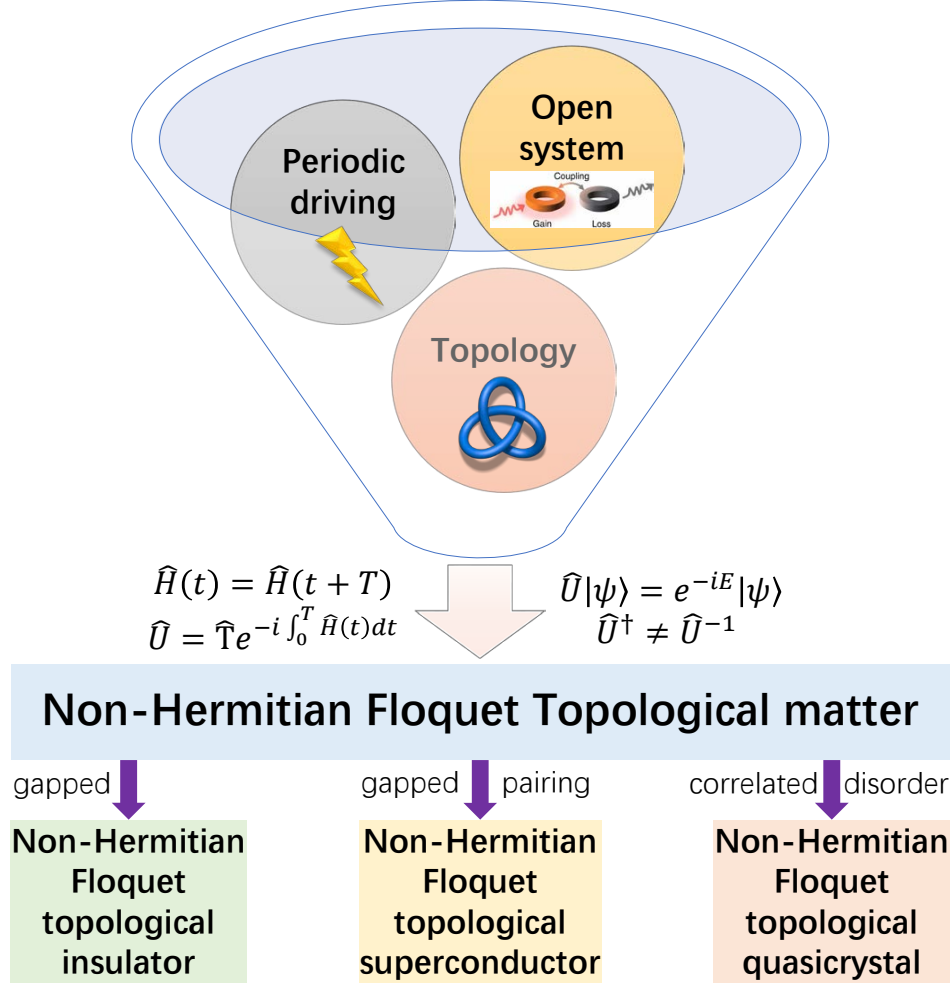 Open
system
Coupling
Gain Loss
Periodic
driving
Topology
Ĥ(t) = Ĥ(t + T)
Û = T̂e^{-i ∫_0^T Ĥ(t)dt}
Û|ψ⟩ = e^{-iE}|ψ⟩
Û† ≠ Û^{-1}
Non-Hermitian Floquet Topological matter
gapped
gapped pairing
correlated disorder
Non-Hermitian
Floquet
topological
insulator
Non-Hermitian
Floquet
topological
superconductor
Non-Hermitian
Floquet
topological
quasicrystal